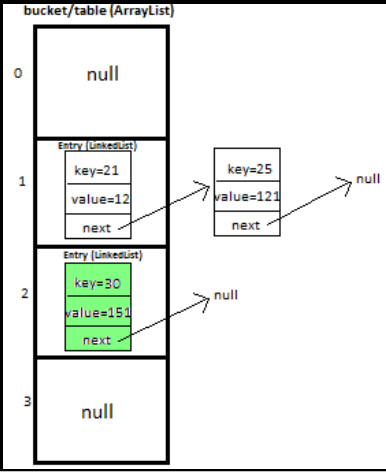 bucket/table (ArrayList)
0
null
Entry (LinkedList)
1
key=21
value=12
next
key=25
value=121
next
null
Entry (LinkedList)
2
key=30
value=151
next
null
3
null